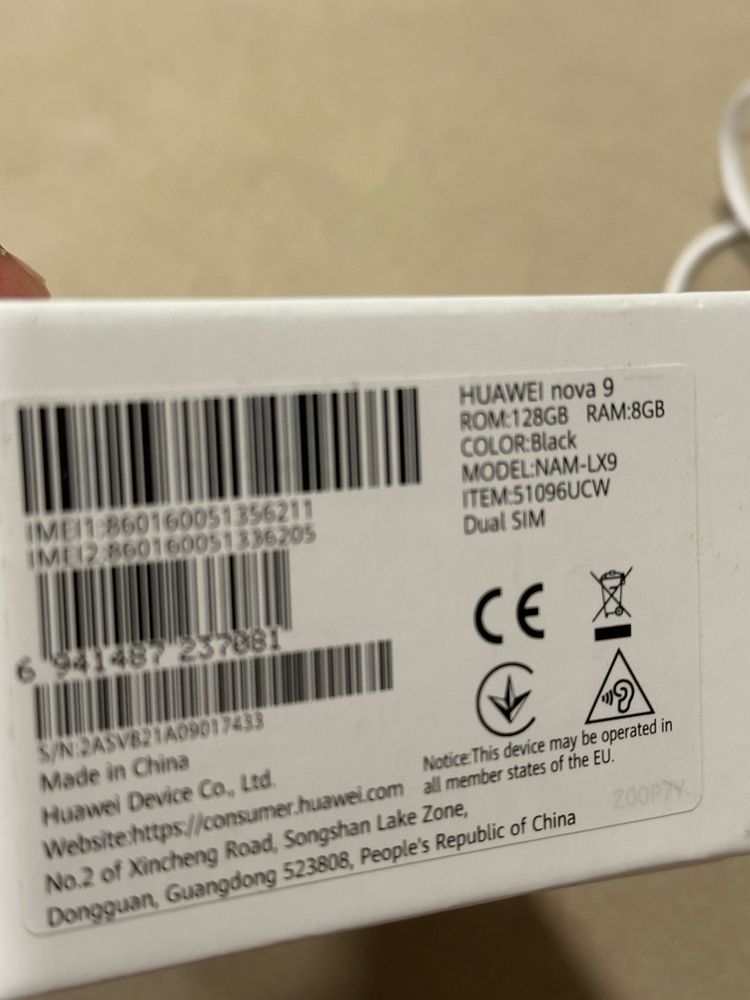 IMEI1:860160051356211
IMEI2:860160051336205
6 941487 237081
S/N:2ASVB21A09017433
Made in China
Huawei Device Co., Ltd.
Website:https://consumer.huawei.com
No.2 of Xincheng Road, Songshan Lake Zone,
Dongguan, Guangdong 523808, People's Republic of China
HUAWEI nova 9
ROM:128GB RAM:8GB
COLOR:Black
MODEL:NAM-LX9
ITEM:51096UCW
Dual SIM
CE
Notice:This device may be operated in
all member states of the EU.
Z00P7Y